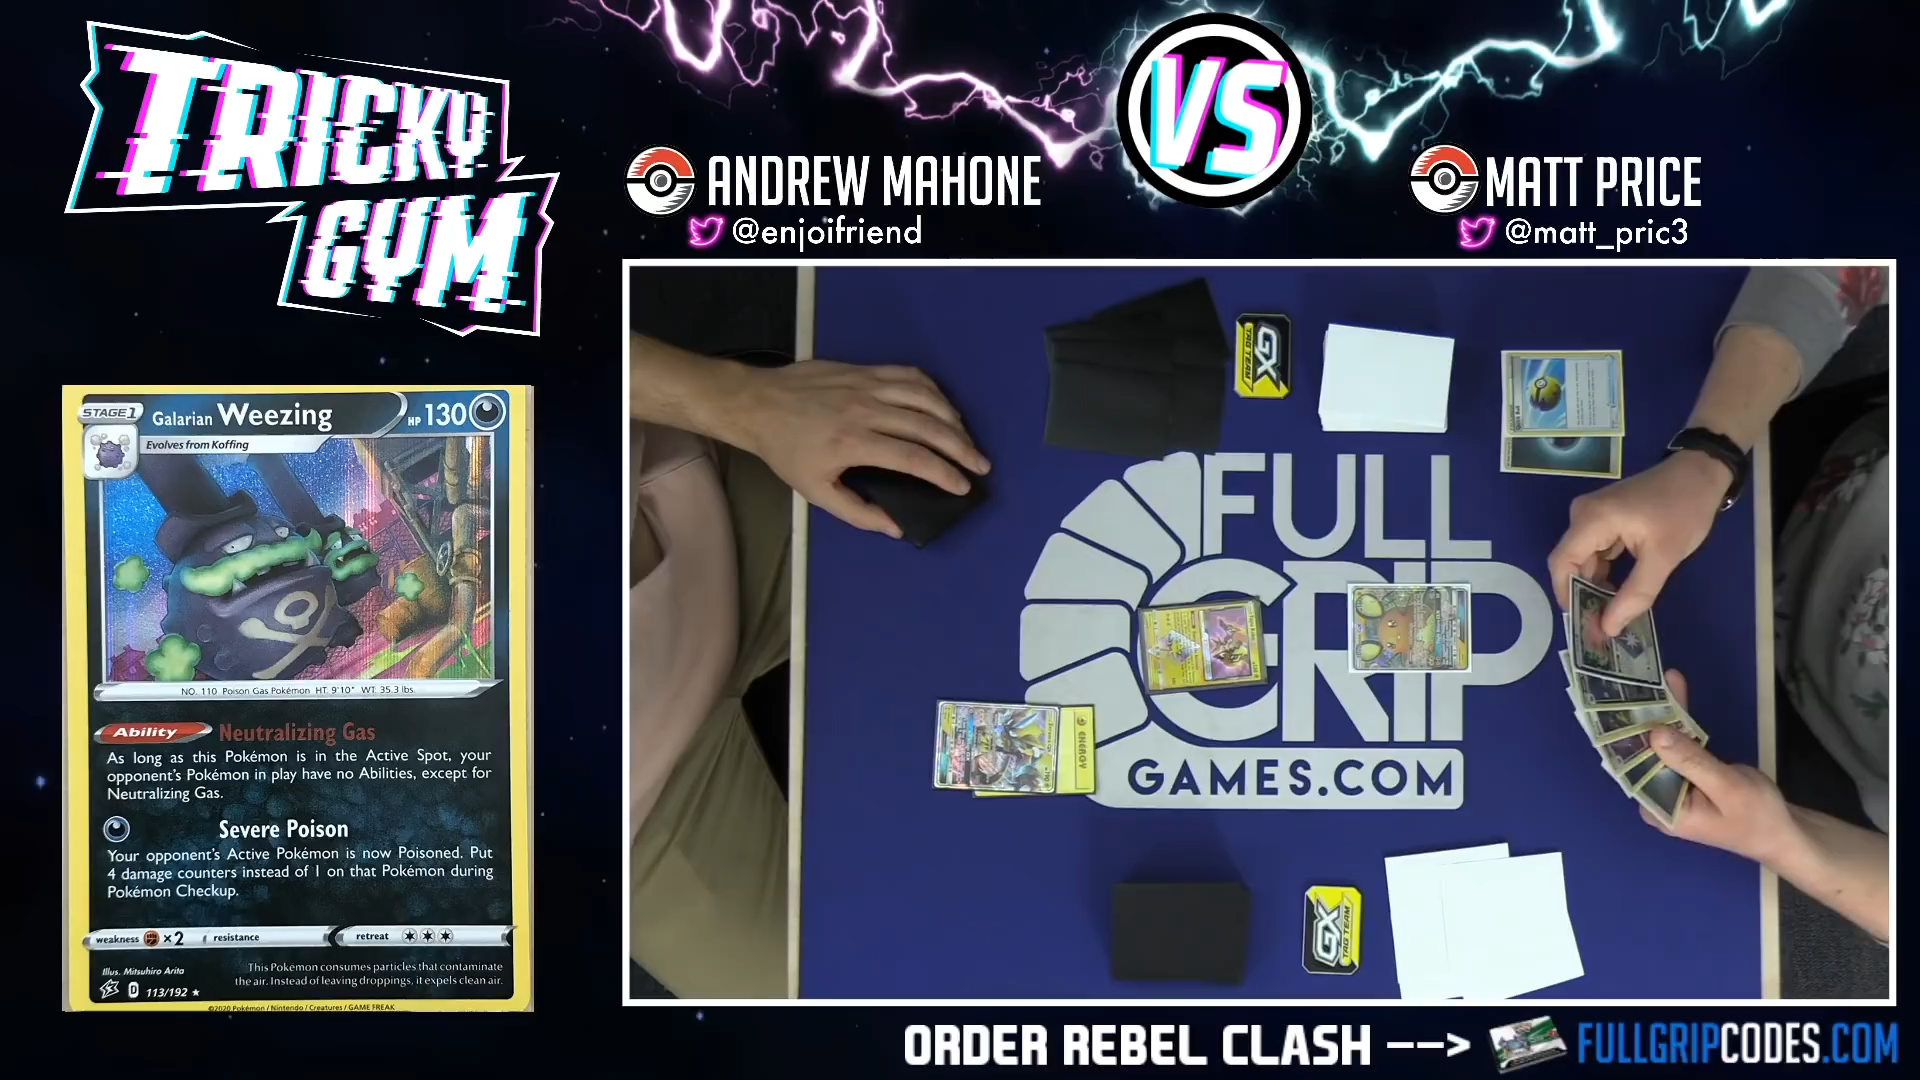 TRICKY
GYM
VS
ANDREW MAHONE
@enjoifriend
MATT PRICE
@matt_pric3
STAGE 1
Galarian Weezing
HP 130
Evolves from Koffing
NO. 110 Poison Gas Pokémon HT. 9'10" WT. 35.3 lbs.
Ability Neutralizing Gas
As long as this Pokémon is in the Active Spot, your
opponent's Pokémon in play have no Abilities, except for
Neutralizing Gas.
Severe Poison
Your opponent's Active Pokémon is now Poisoned. Put
4 damage counters instead of 1 on that Pokémon during
Pokémon Checkup.
weakness ×2 resistance retreat
Illus. Mitsuhiro Arita
D 113/192 ★
This Pokémon consumes particles that contaminate
the air. Instead of leaving droppings, it expels clean air.
©2020 Pokémon / Nintendo / Creatures / GAME FREAK
GX
TAG TEAM
FULL
GRIP
GAMES.COM
ENERGY
GX
TAG TEAM
ORDER REBEL CLASH --> FULLGRIPCODES.COM